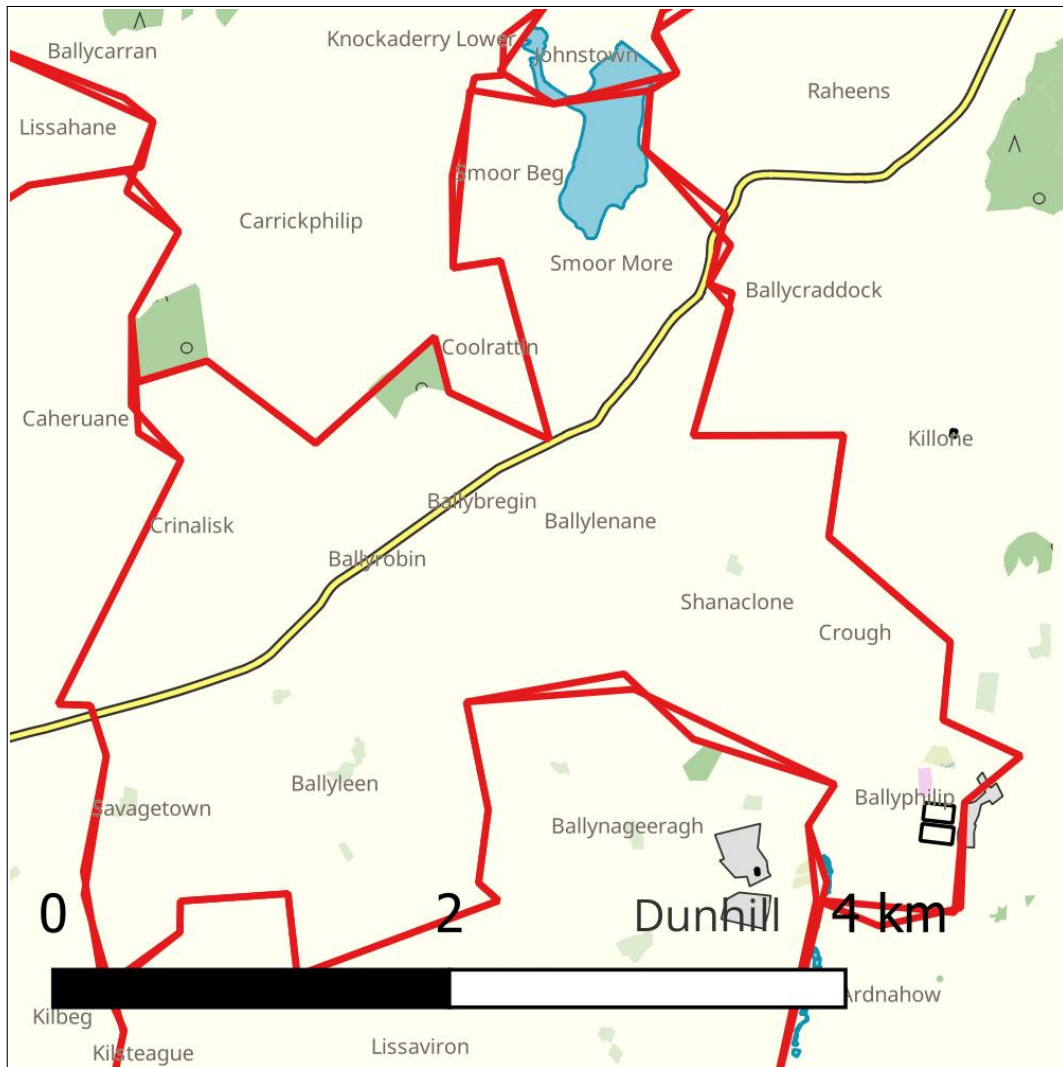 Knockaderry Lower
Ballycarran
Johnstown
Raheens
Lissahane
Smoor Beg
Carrickphilip
Smoor More
Ballycraddock
Coolrattin
Caheruane
Killone
Ballybregin
Crinalisk
Ballylenane
Ballyrobin
Shanaclone
Crough
Ballyleen
Ballyphilip
Savagetown
Ballynageeragh
0
2
Dunhill
4 km
Ardnahow
Kilbeg
Kilsteague
Lissaviron